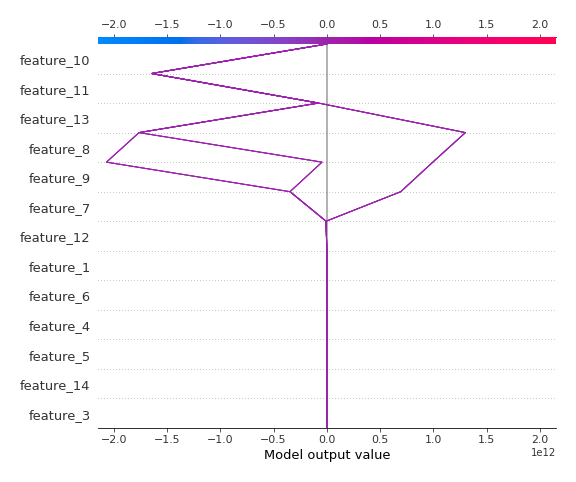 −2.0 −1.5 −1.0 −0.5 0.0 0.5 1.0 1.5 2.0
feature_10
feature_11
feature_13
feature_8
feature_9
feature_7
feature_12
feature_1
feature_6
feature_4
feature_5
feature_14
feature_3
−2.0 −1.5 −1.0 −0.5 0.0 0.5 1.0 1.5 2.0
1e12
Model output value